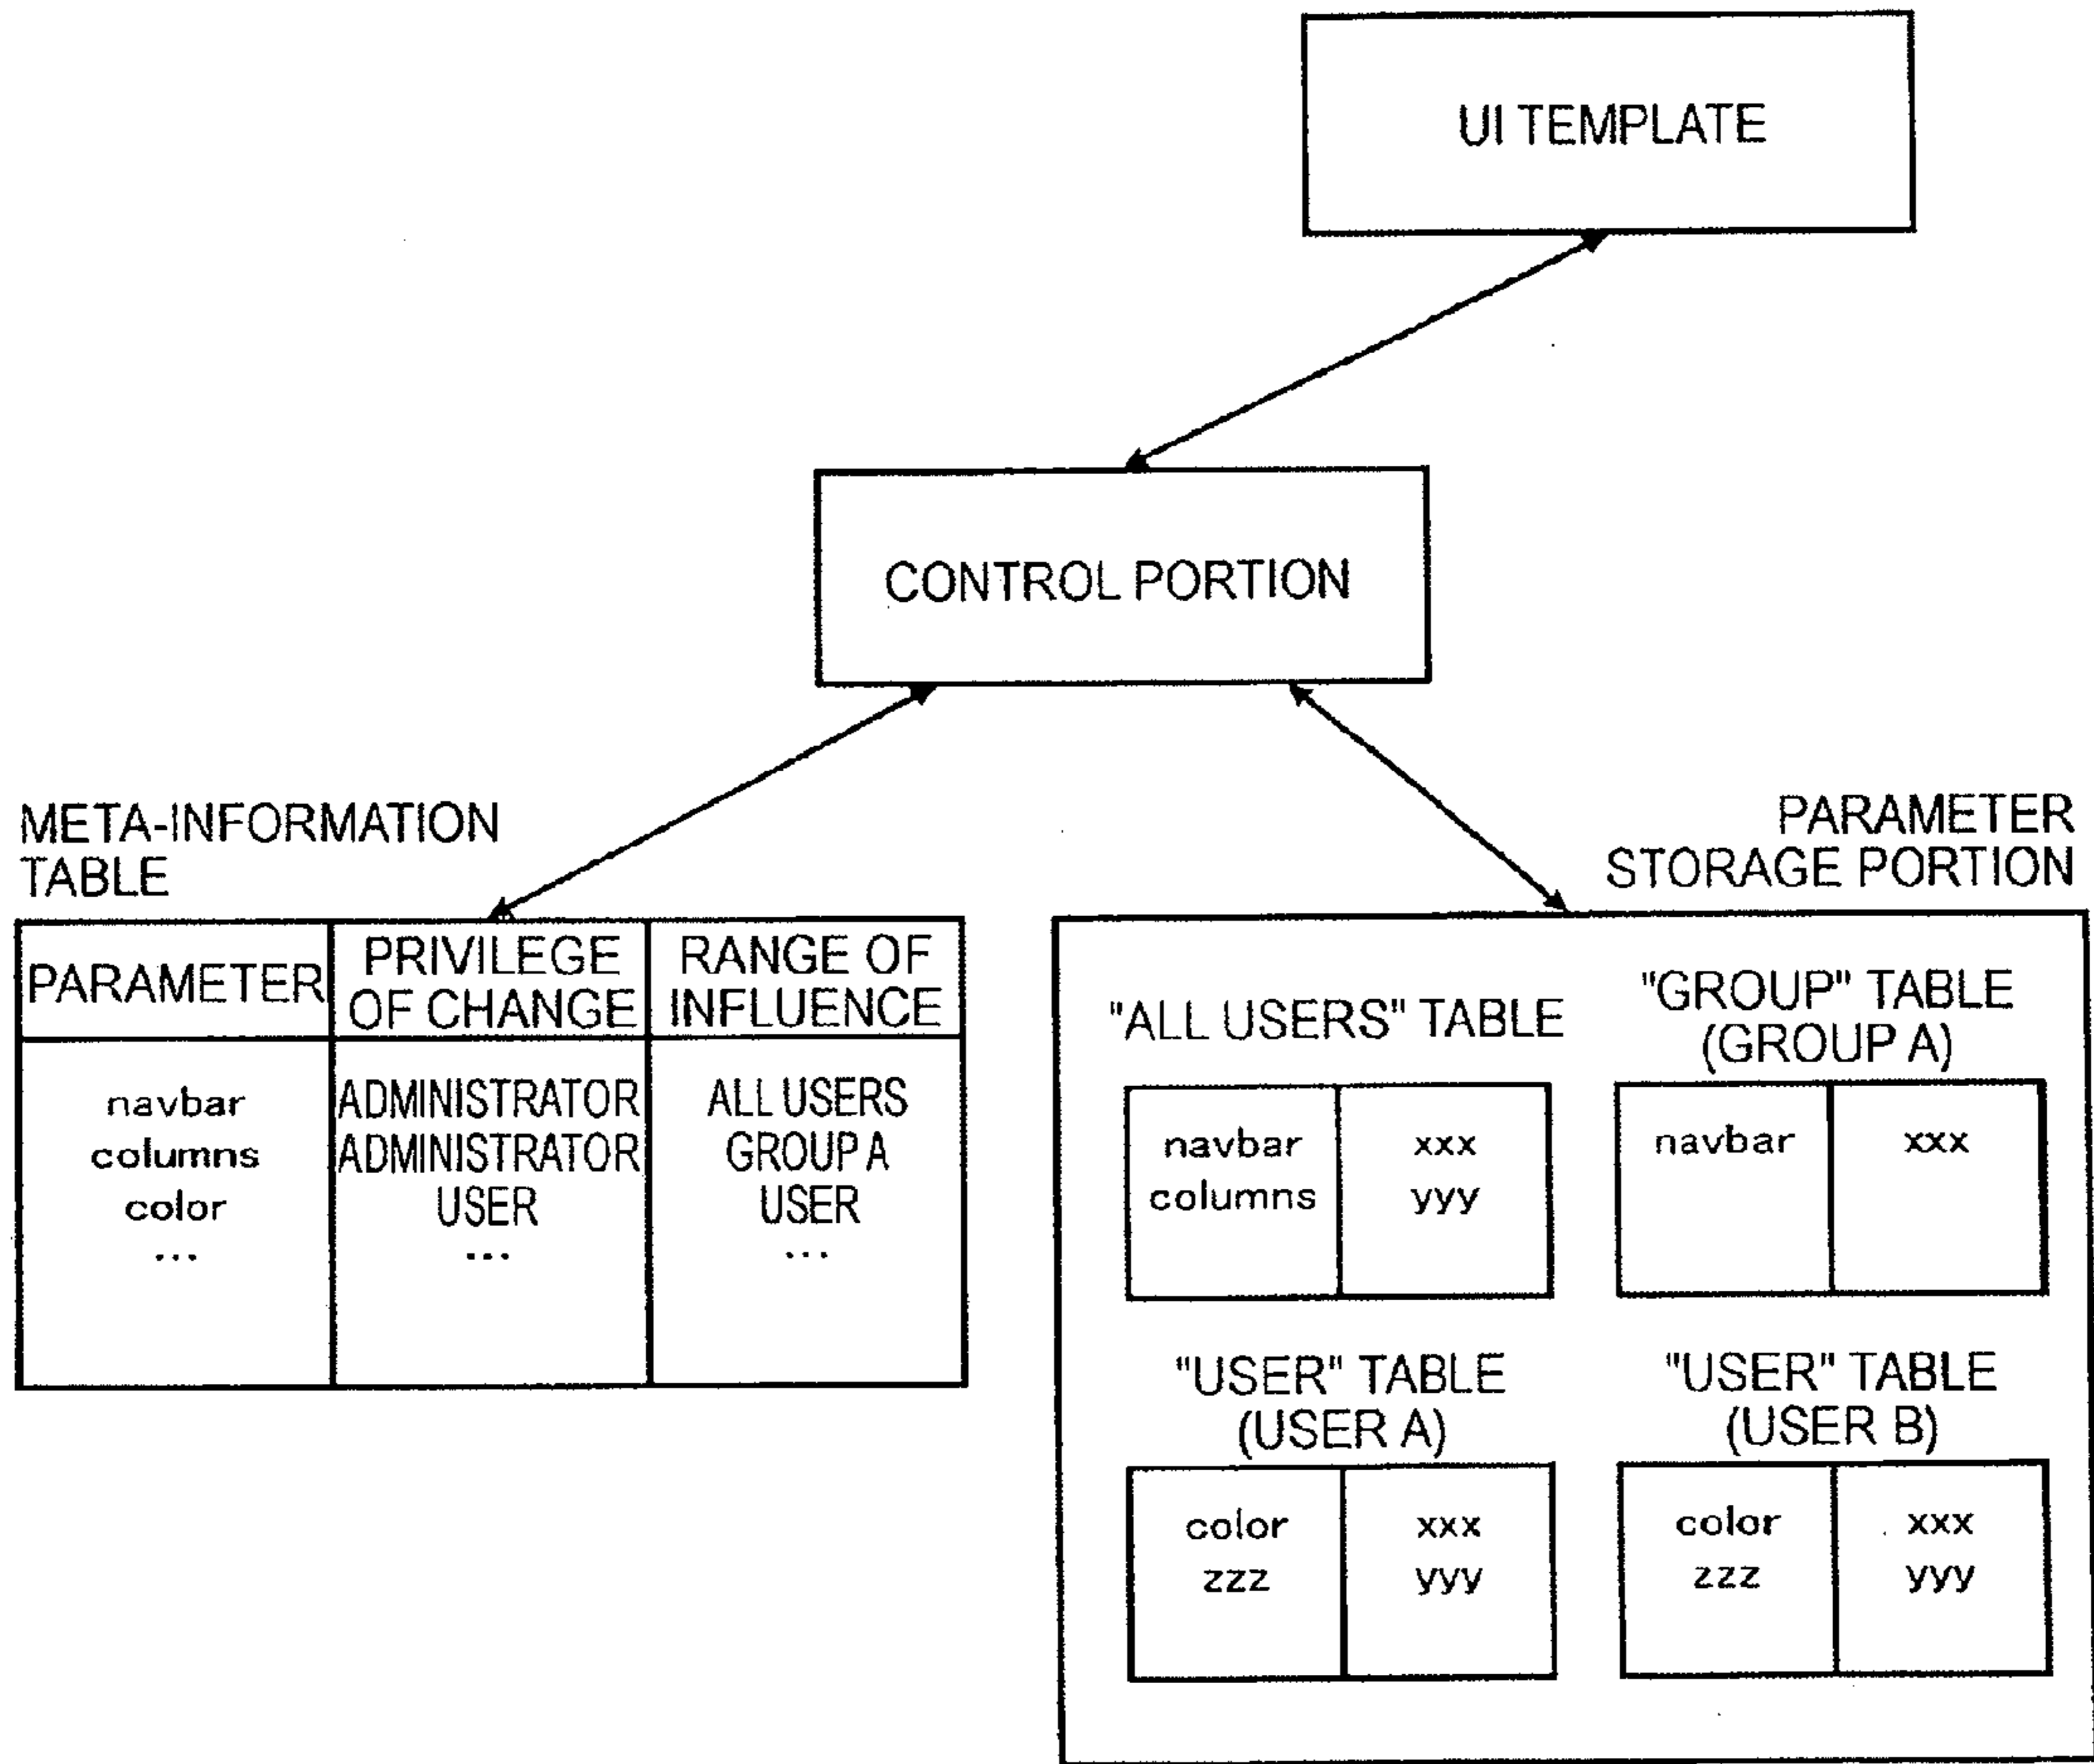 UI TEMPLATE
CONTROL PORTION
META-INFORMATION
TABLE
PARAMETER
PRIVILEGE
OF CHANGE
RANGE OF
INFLUENCE
navbar ADMINISTRATOR ALL USERS
columns ADMINISTRATOR GROUP A
color USER USER
... ... ...
PARAMETER
STORAGE PORTION
"ALL USERS" TABLE
navbar xxx
columns yyy
"GROUP" TABLE
(GROUP A)
navbar xxx
"USER" TABLE
(USER A)
color xxx
zzz yyy
"USER" TABLE
(USER B)
color xxx
zzz yyy